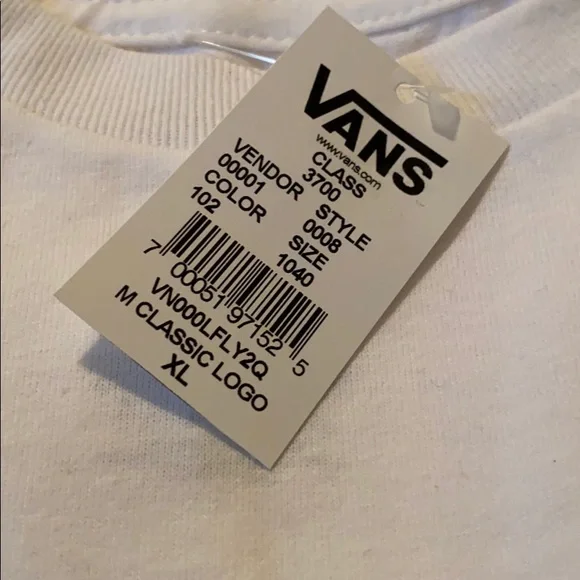 VANS
www.vans.com
CLASS
3700
VENDOR STYLE
00001 0008
COLOR SIZE
102 1040
7 00051 97152 5
VN000LFLY2Q
M CLASSIC LOGO
XL